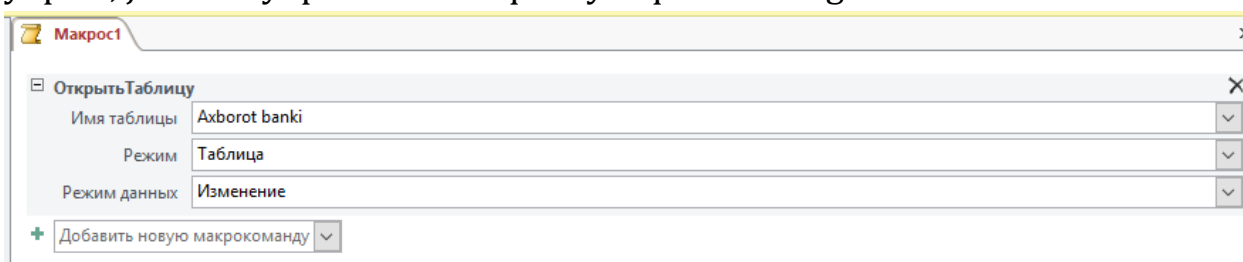 Макрос1
ОткрытьТаблицу
Имя таблицы Axborot banki
Режим Таблица
Режим данных Изменение
Добавить новую макрокоманду